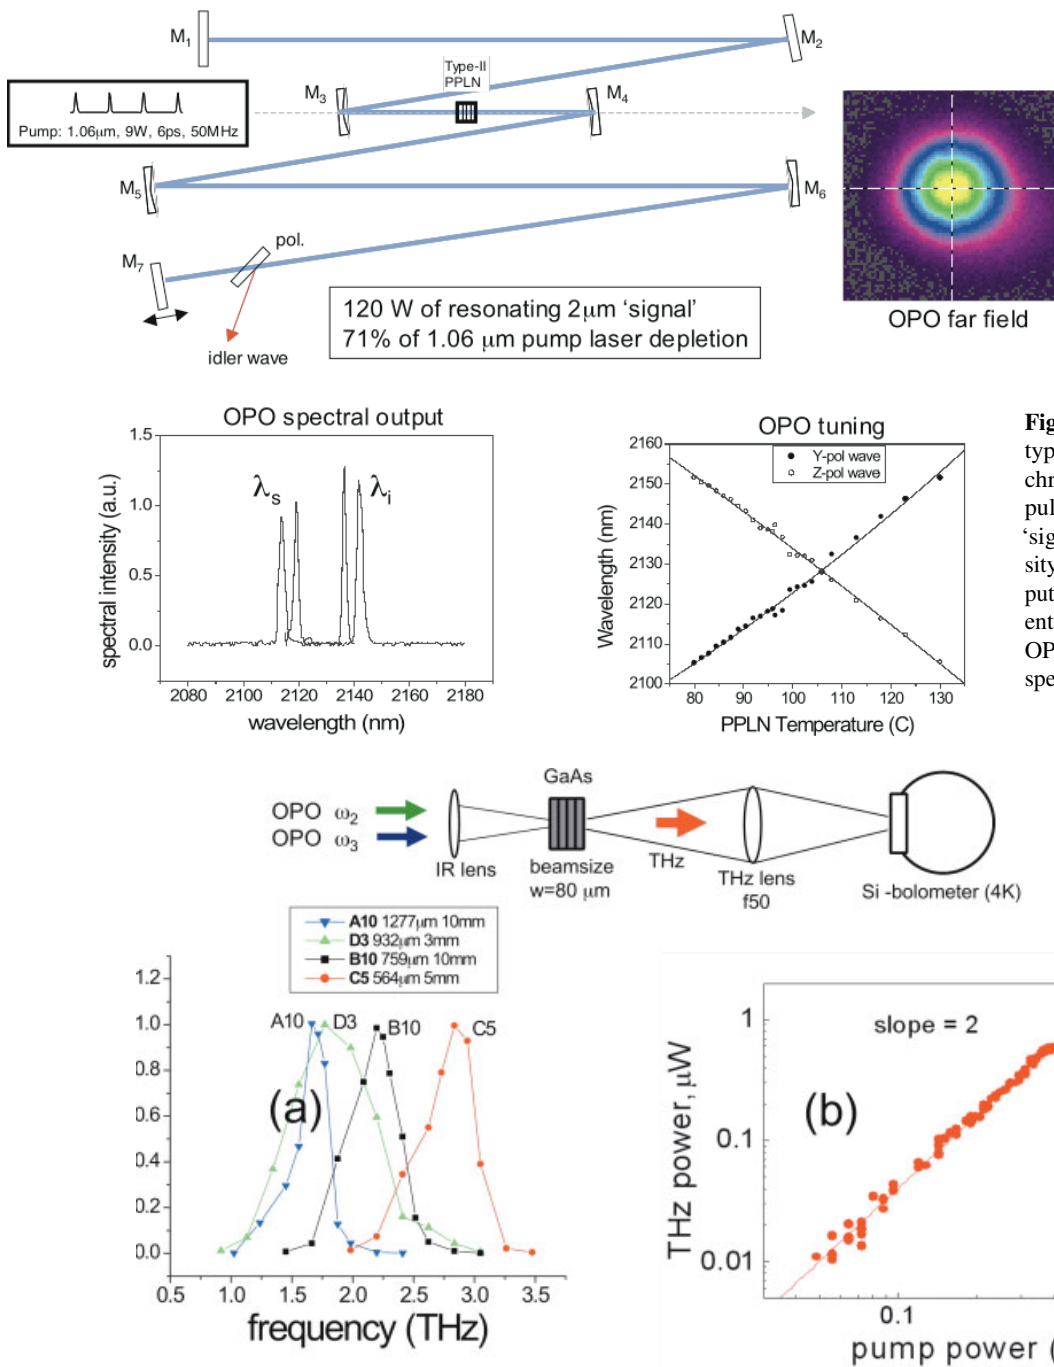 M1
M2
Type-II
PPLN
M3
M4
Pump: 1.06μm, 9W, 6ps, 50MHz
M5
M6
pol.
M7
idler wave
120 W of resonating 2μm ‘signal’
71% of 1.06 μm pump laser depletion
OPO far field
OPO spectral output
1.5
1.0
0.5
0.0
λs
λi
spectral intensity (a.u.)
2080 2100 2120 2140 2160 2180
wavelength (nm)
OPO tuning
2160
2150
2140
2130
2120
2110
2100
Y-pol wave
Z-pol wave
Wavelength (nm)
80 90 100 110 120 130
PPLN Temperature (C)
Fig
typ
chr
pul
‘sig
sity
put
ent
OP
spe
GaAs
OPO ω2
OPO ω3
IR lens
beamsize
w=80 μm
THz
THz lens
f50
Si -bolometer (4K)
A10 1277μm 10mm
D3 932μm 3mm
B10 759μm 10mm
C5 564μm 5mm
1.2
1.0
0.8
0.6
0.4
0.2
0.0
A10
D3
B10
C5
(a)
0.5 1.0 1.5 2.0 2.5 3.0 3.5
frequency (THz)
slope = 2
(b)
1
0.1
0.01
THz power, μW
0.1
pump power (